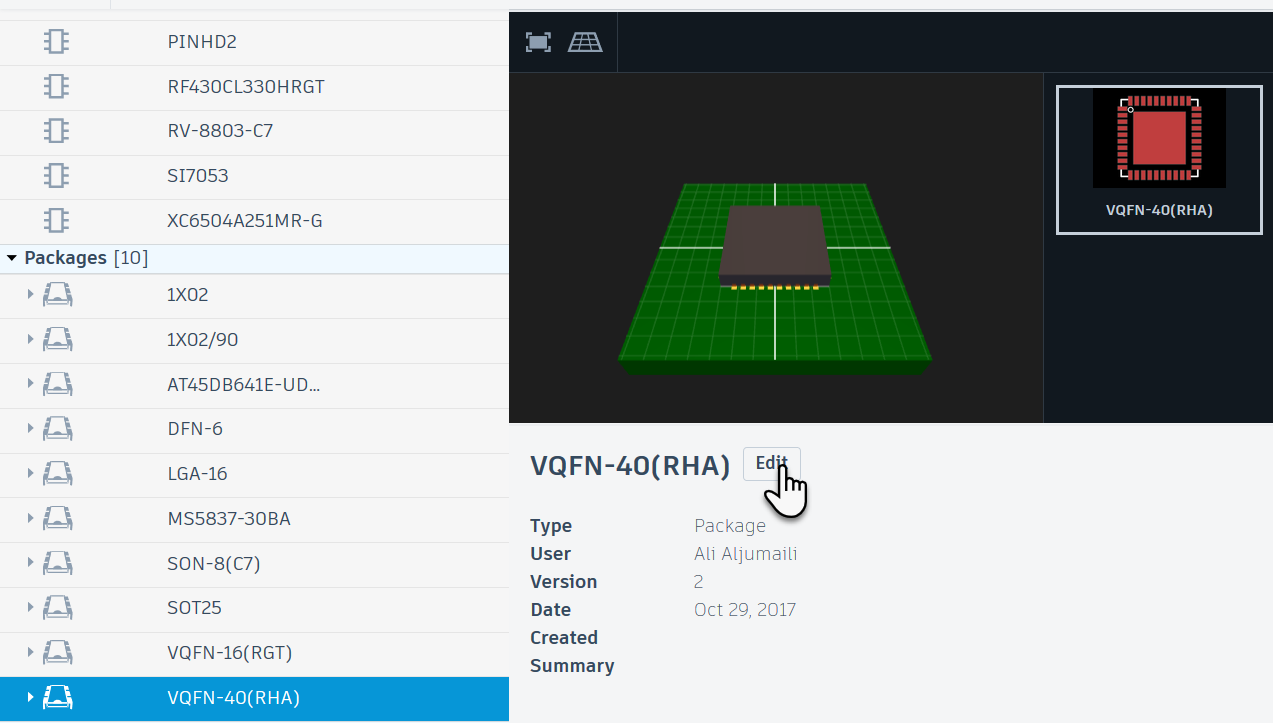 PINHD2
RF430CL330HRGT
RV-8803-C7
SI7053
XC6504A251MR-G
Packages [10]
1X02
1X02/90
AT45DB641E-UD...
DFN-6
LGA-16
MS5837-30BA
SON-8(C7)
SOT25
VQFN-16(RGT)
VQFN-40(RHA)
VQFN-40(RHA)
VQFN-40(RHA) Edit
Type Package
User Ali Aljumaili
Version 2
Date Oct 29, 2017
Created
Summary